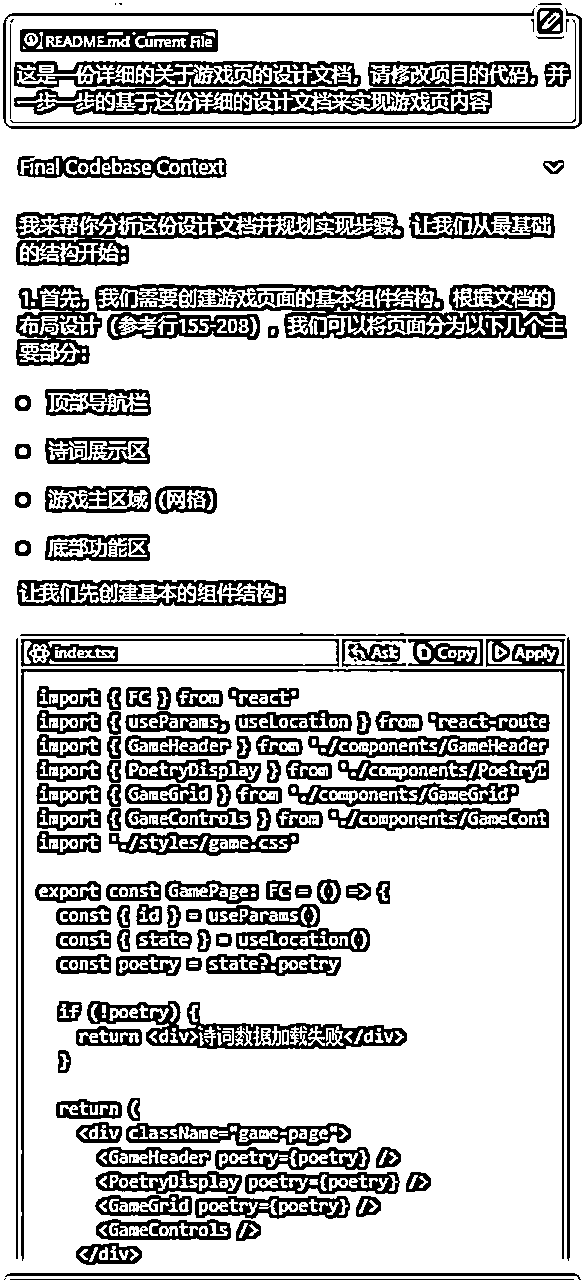 README.md Current File
这是一份详细的关于游戏页的设计文档，请修改项目的代码，并
一步一步的基于这份详细的设计文档来实现游戏页内容
Final Codebase Context
我来帮你分析这份设计文档并规划实现步骤。让我们从最基础
的结构开始：
1. 首先，我们需要创建游戏页面的基本组件结构。根据文档的
布局设计（参考行155-208），我们可以将页面分为以下几个主
要部分：
顶部导航栏
诗词展示区
游戏主区域（网格）
底部功能区
让我们先创建基本的组件结构：
index.tsx Ask Copy Apply
import { FC } from 'react'
import { useParams, useLocation } from 'react-route
import { GameHeader } from './components/GameHeader
import { PoetryDisplay } from './components/PoetryD
import { GameGrid } from './components/GameGrid'
import { GameControls } from './components/GameCont
import './styles/game.css'
export const GamePage: FC = () => {
const { id } = useParams()
const { state } = useLocation()
const poetry = state?.poetry
if (!poetry) {
return <div>诗词数据加载失败</div>
}
return (
<div className="game-page">
<GameHeader poetry={poetry} />
<PoetryDisplay poetry={poetry} />
<GameGrid poetry={poetry} />
<GameControls />
</div>